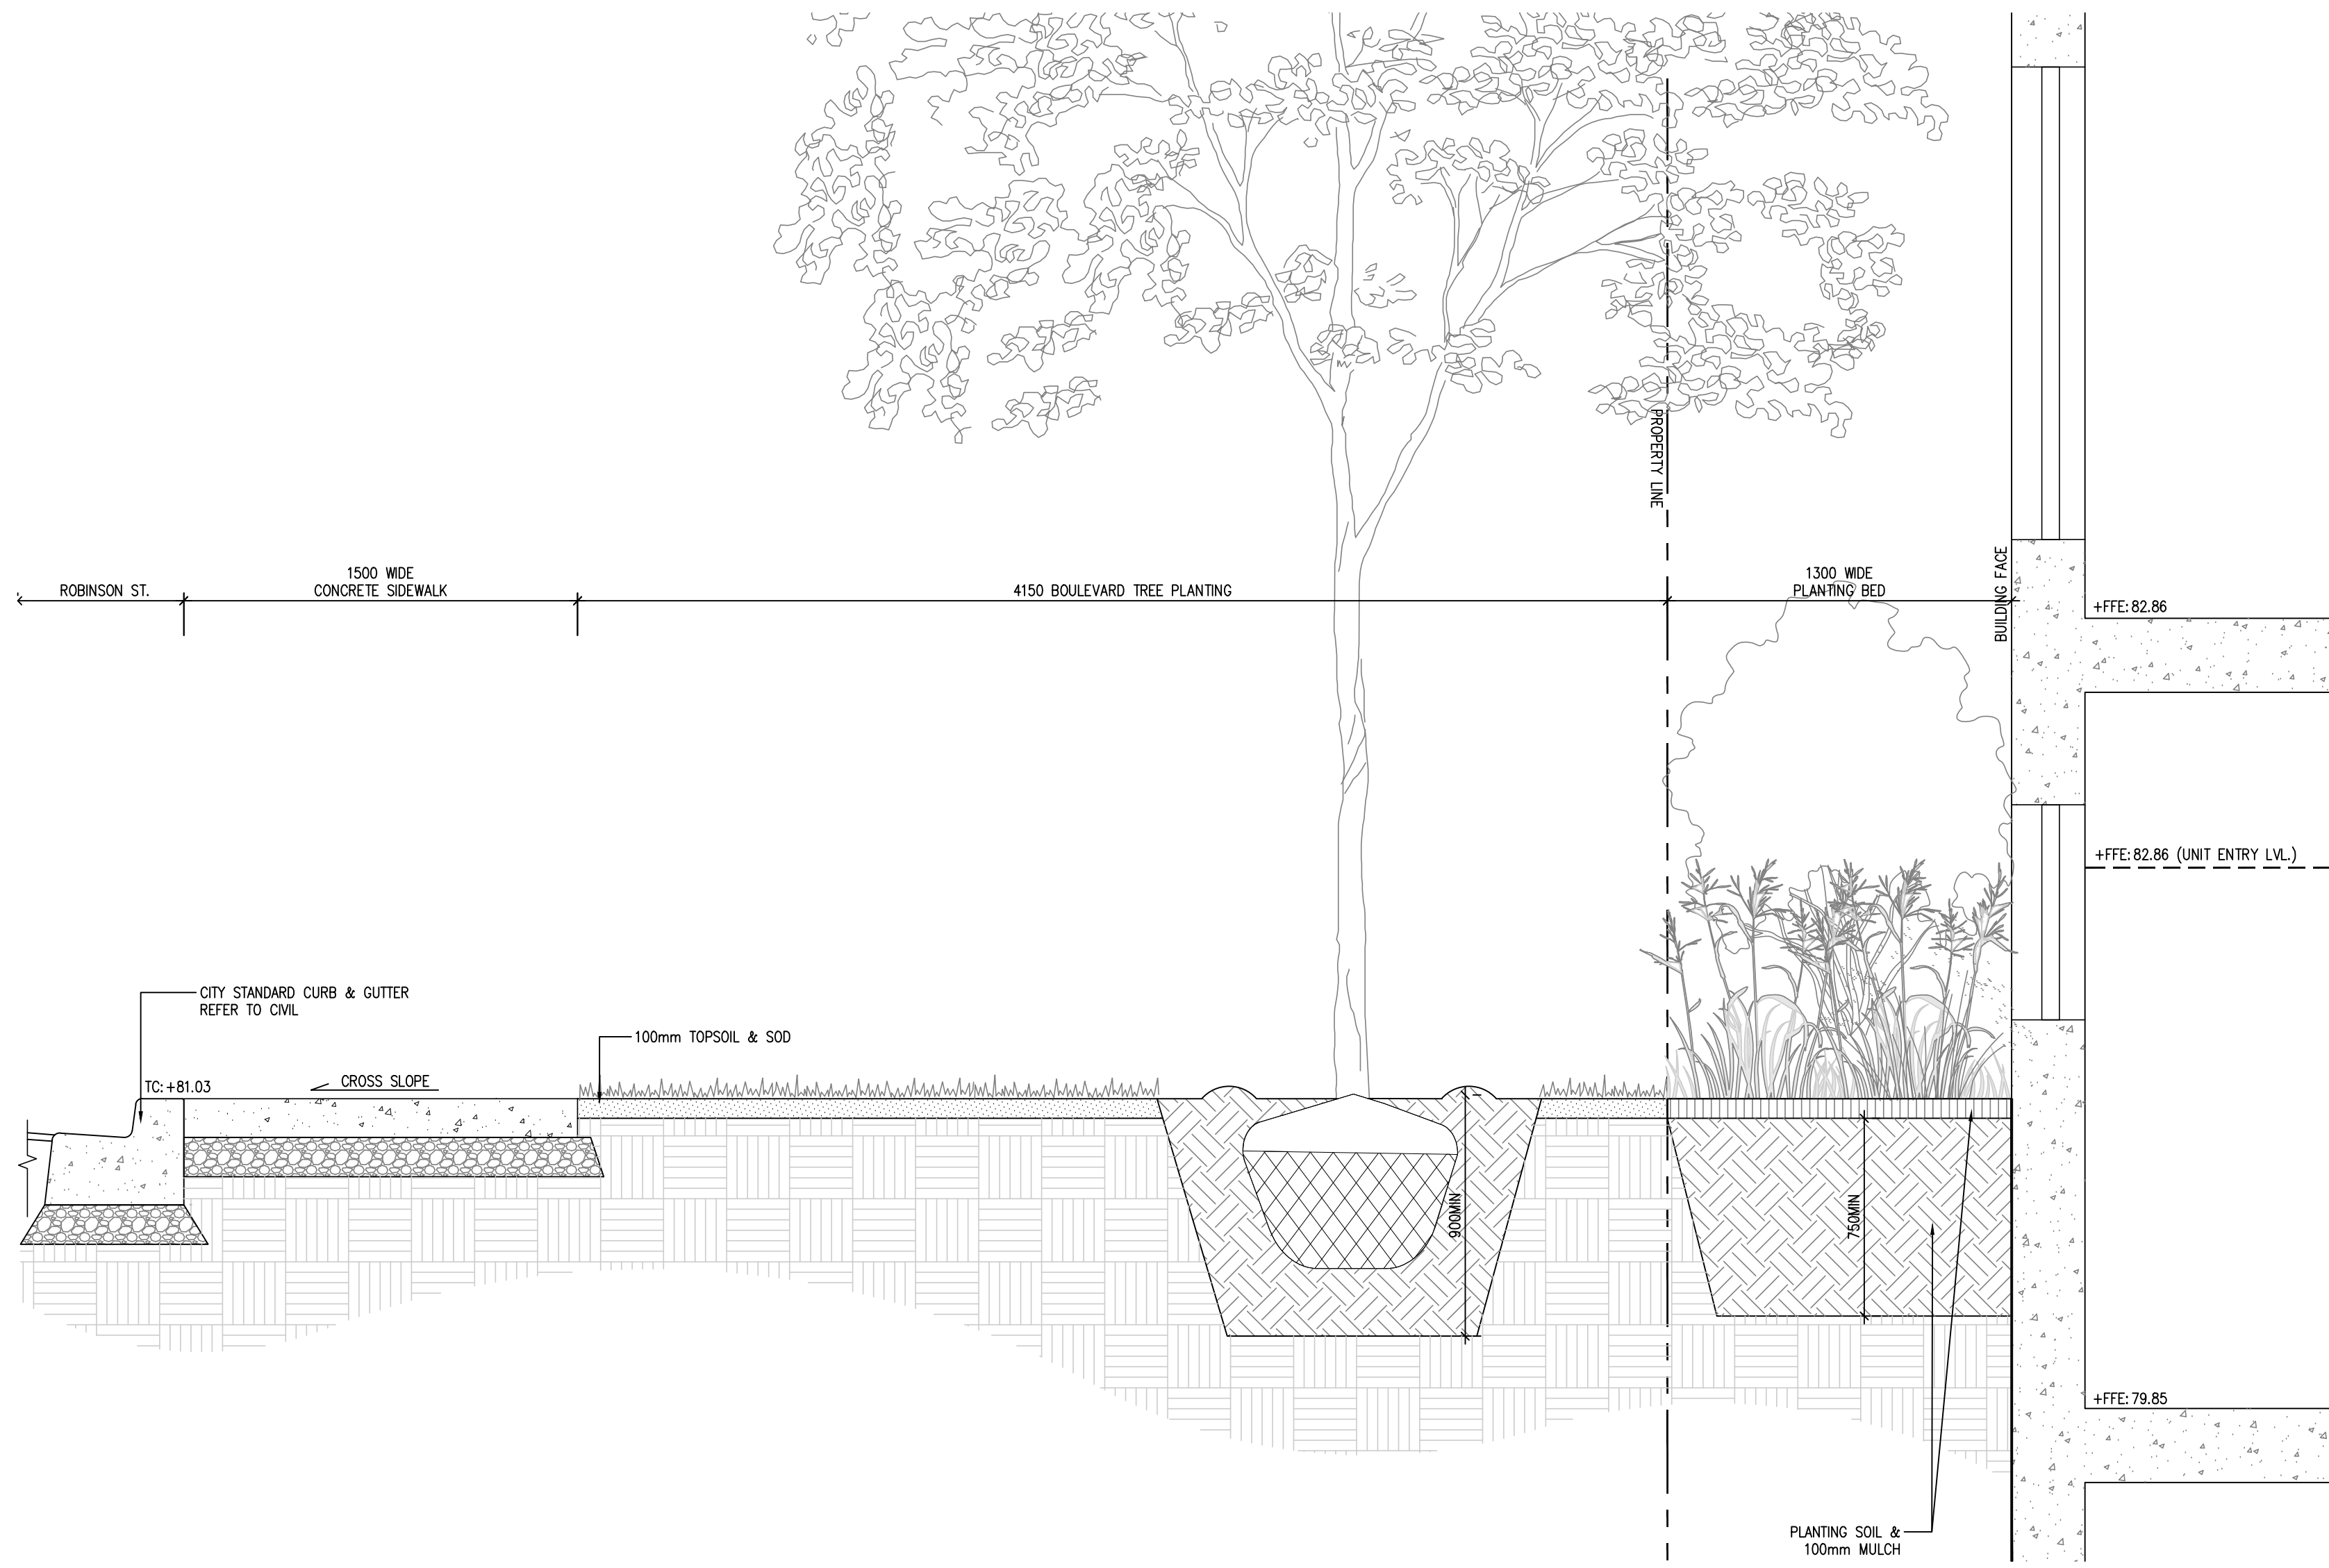 PROPERTY LINE
BUILDING FACE
ROBINSON ST.
1500 WIDE
CONCRETE SIDEWALK
4150 BOULEVARD TREE PLANTING
1300 WIDE
PLANTING BED
+FFE: 82.86
+FFE: 82.86 (UNIT ENTRY LVL.)
CITY STANDARD CURB & GUTTER
REFER TO CIVIL
100mm TOPSOIL & SOD
TC: +81.03
CROSS SLOPE
900MIN
750MIN
+FFE: 79.85
PLANTING SOIL &
100mm MULCH